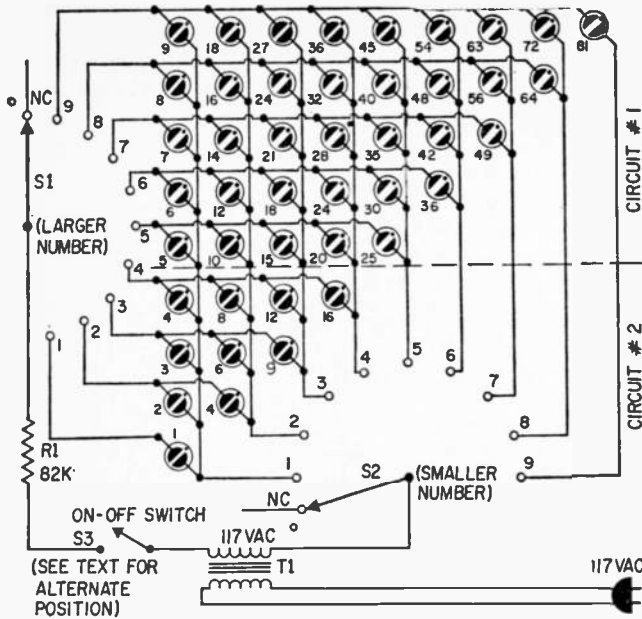 9 18 27 36 45 54 63 72 81
NC
9 8 16 24 32 40 48 56 64
8
7 7 14 21 28 35 42 49
S1
6 6 12 18 24 30 36
(LARGER
NUMBER)
5 5 10 15 20 25
4 4 8 12 16
3
2
1
3 6 9
2 4
1
4 5 6
3 7
2 8
1 9
R1
82K
S2
(SMALLER
NUMBER)
NC
ON-OFF SWITCH
S3
117 VAC
T1
(SEE TEXT FOR
ALTERNATE
POSITION)
117 VAC
CIRCUIT #1
CIRCUIT #2